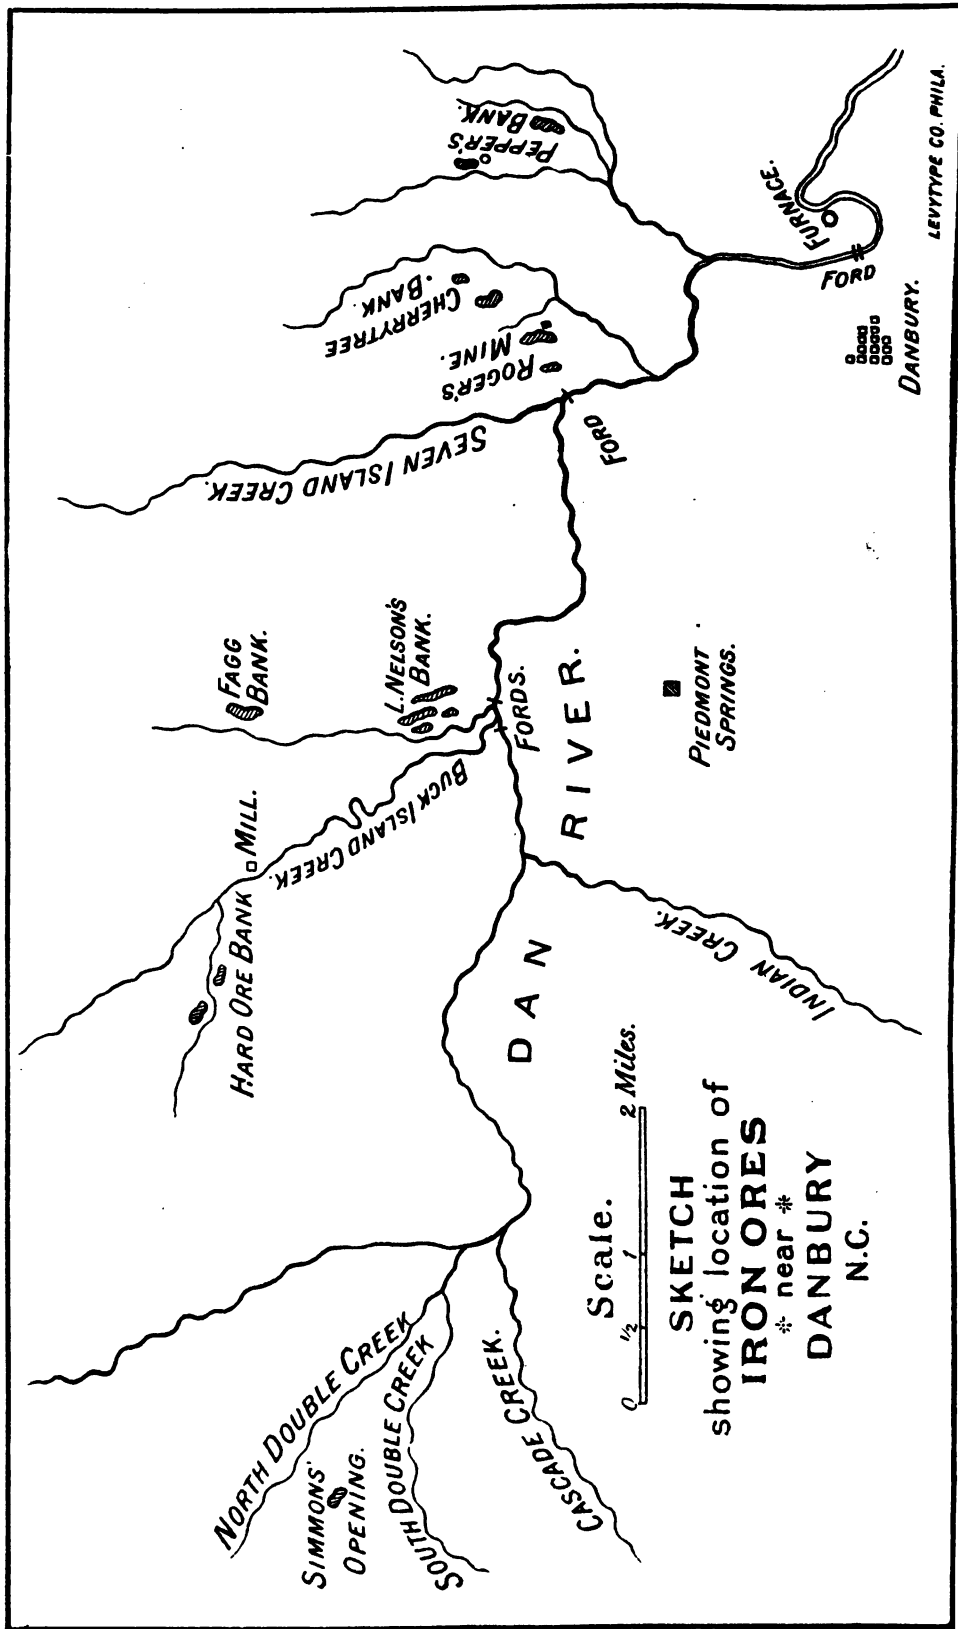 NORTH DOUBLE CREEK
SIMMONS'
OPENING.
SOUTH DOUBLE CREEK
CASCADE CREEK.
HARD ORE BANK
MILL.
BUCK ISLAND CREEK.
FAGG
BANK.
L. NELSON'S
BANK.
FORDS.
SEVEN ISLAND CREEK.
ROGER'S
MINE.
CHERRYTREE
BANK.
PEPPER'S
BANK.
FORD
DAN RIVER.
INDIAN CREEK.
PIEDMONT
SPRINGS.
FURNACE.
FORD
DANBURY.
Scale.
0 1/2 1 2 Miles.
SKETCH
showing location of
IRON ORES
* near *
DANBURY
N.C.
LEVYTYPE CO. PHILA.